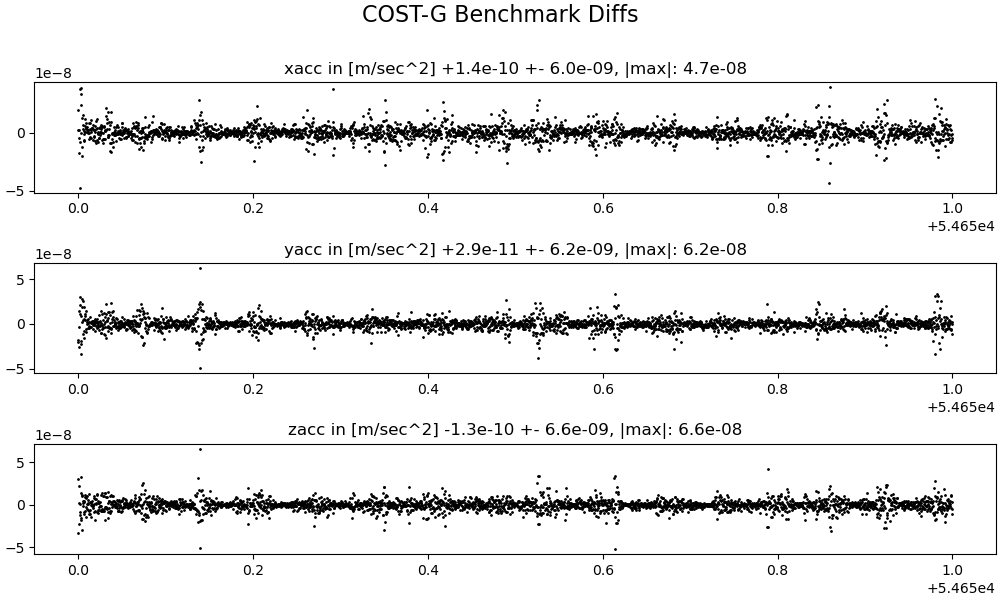 COST-G Benchmark Diffs
xacc in [m/sec^2] +1.4e-10 +- 6.0e-09, |max|: 4.7e-08
1e−8
0
−5
0.0 0.2 0.4 0.6 0.8 1.0
+5.465e4
yacc in [m/sec^2] +2.9e-11 +- 6.2e-09, |max|: 6.2e-08
1e−8
5
0
−5
0.0 0.2 0.4 0.6 0.8 1.0
+5.465e4
zacc in [m/sec^2] -1.3e-10 +- 6.6e-09, |max|: 6.6e-08
1e−8
5
0
−5
0.0 0.2 0.4 0.6 0.8 1.0
+5.465e4